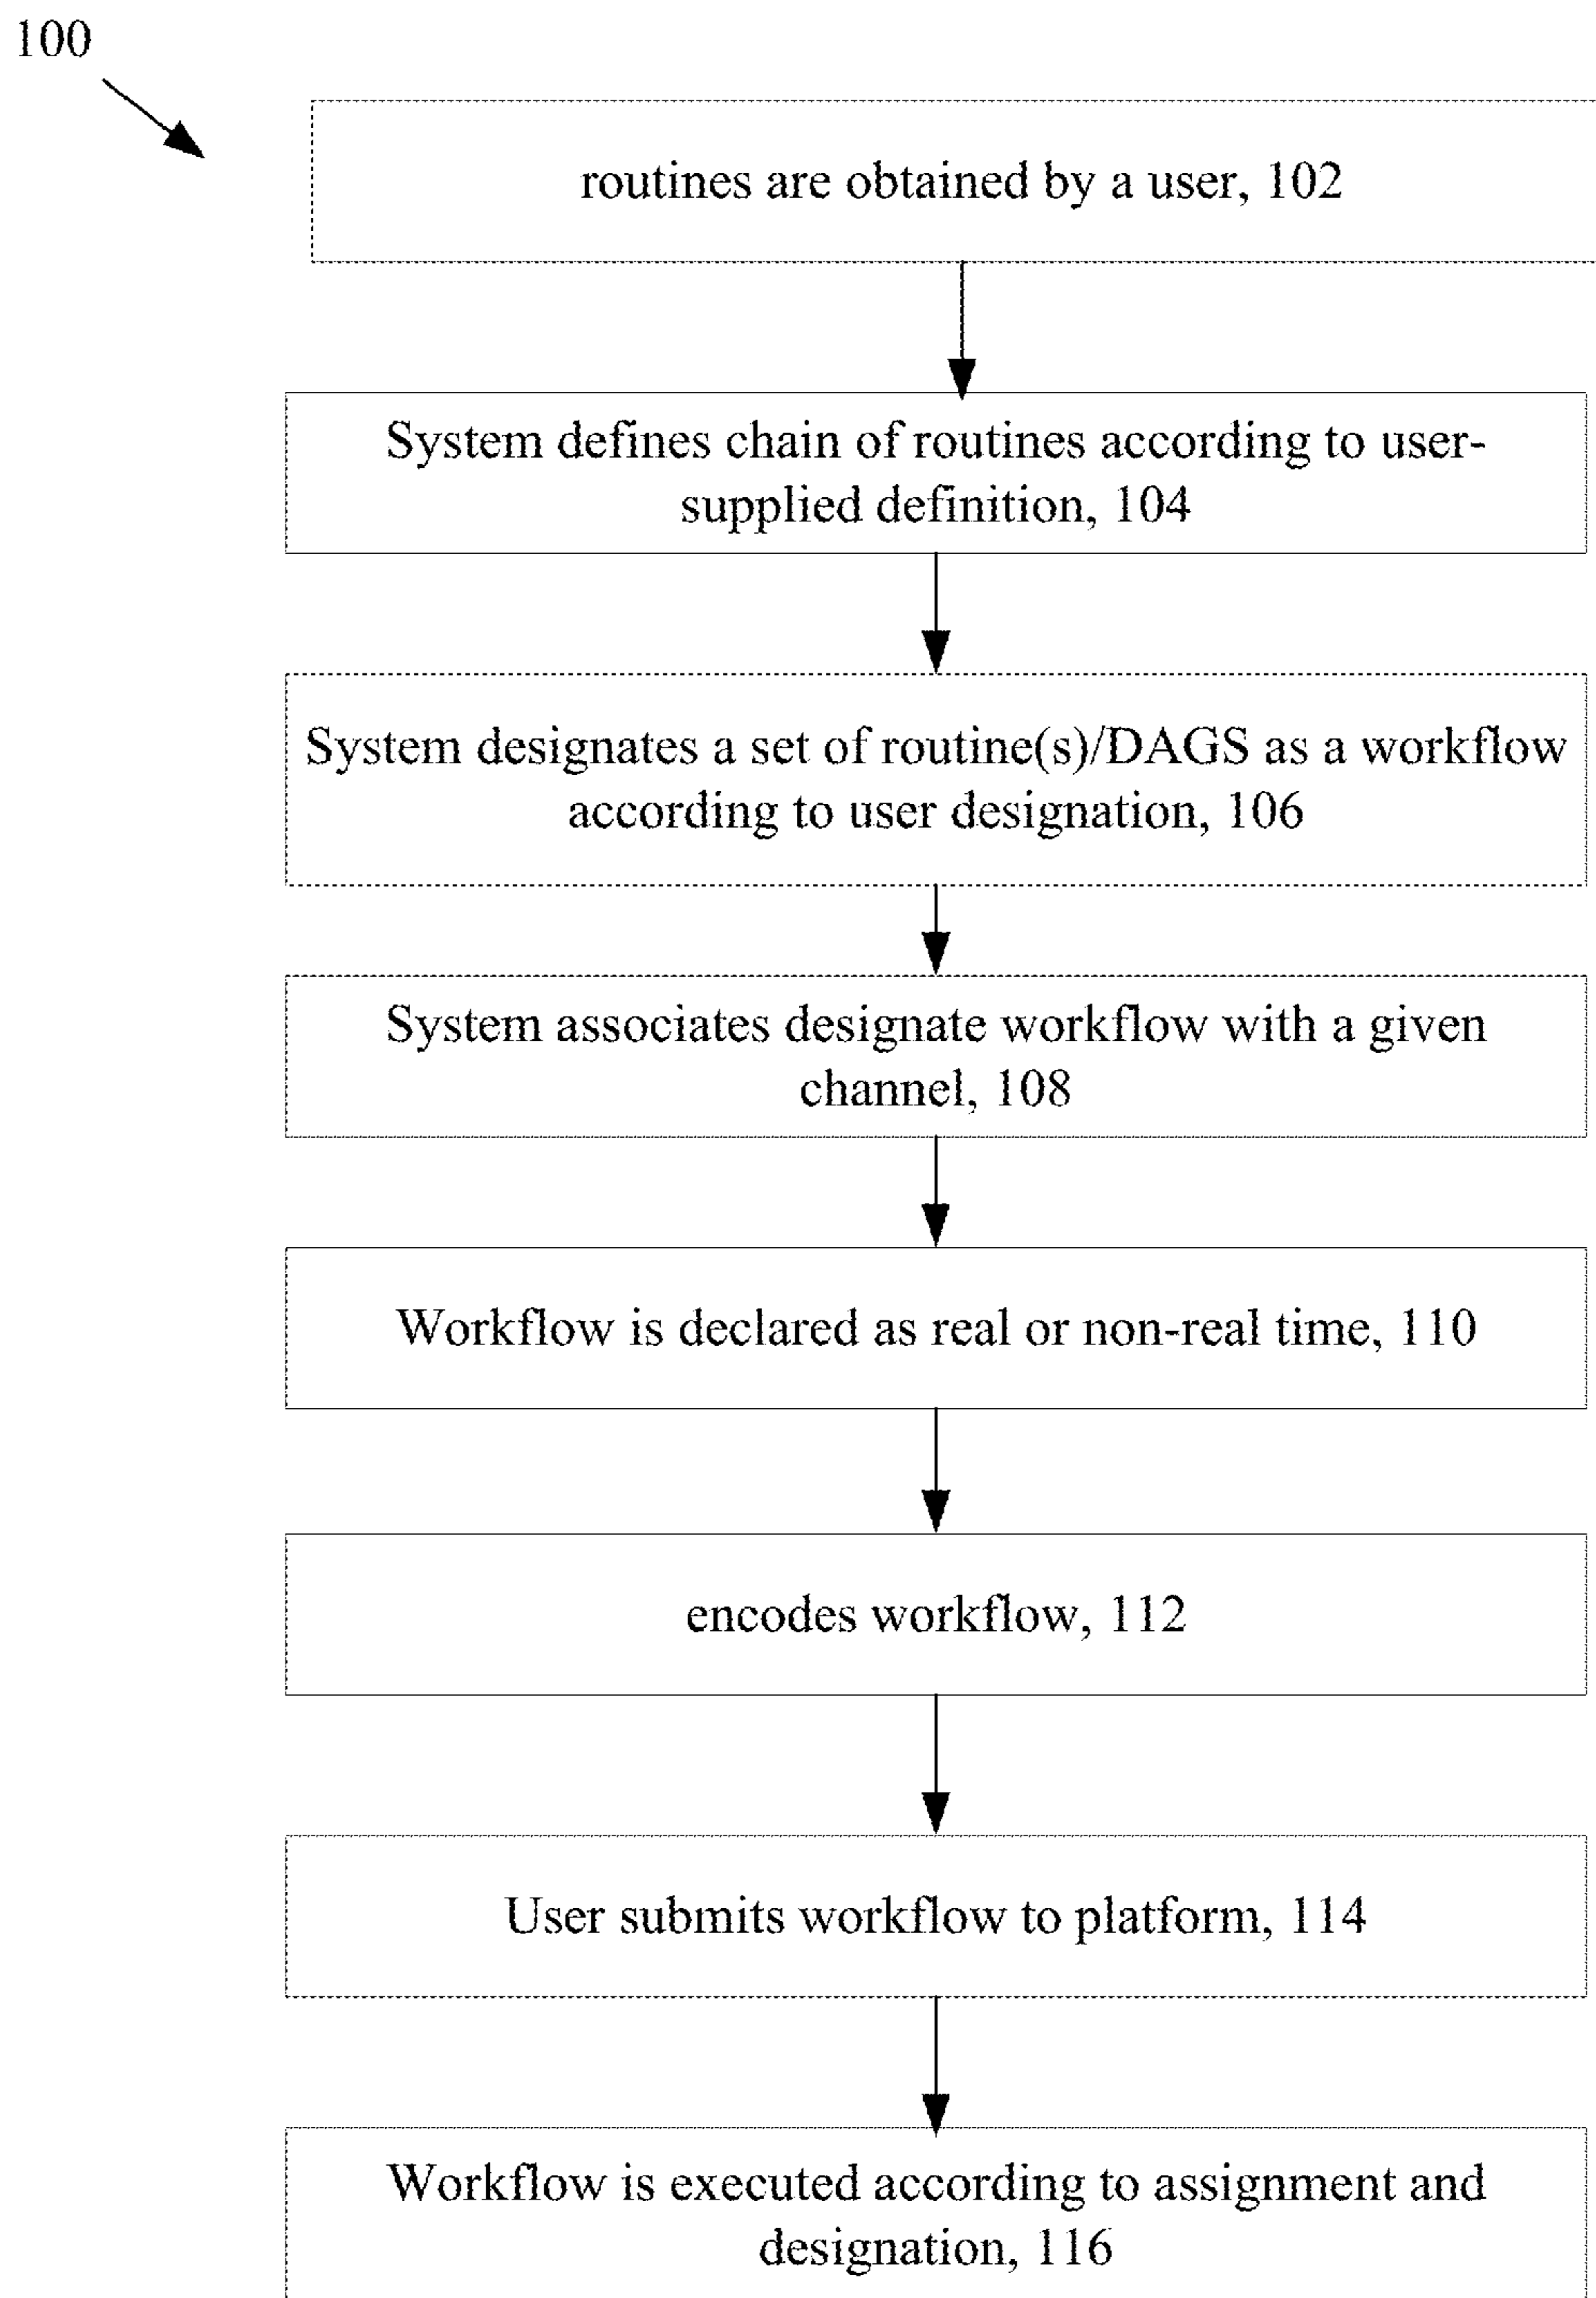 100
routines are obtained by a user, 102
System defines chain of routines according to user-
supplied definition, 104
System designates a set of routine(s)/DAGS as a workflow
according to user designation, 106
System associates designate workflow with a given
channel, 108
Workflow is declared as real or non-real time, 110
encodes workflow, 112
User submits workflow to platform, 114
Workflow is executed according to assignment and
designation, 116